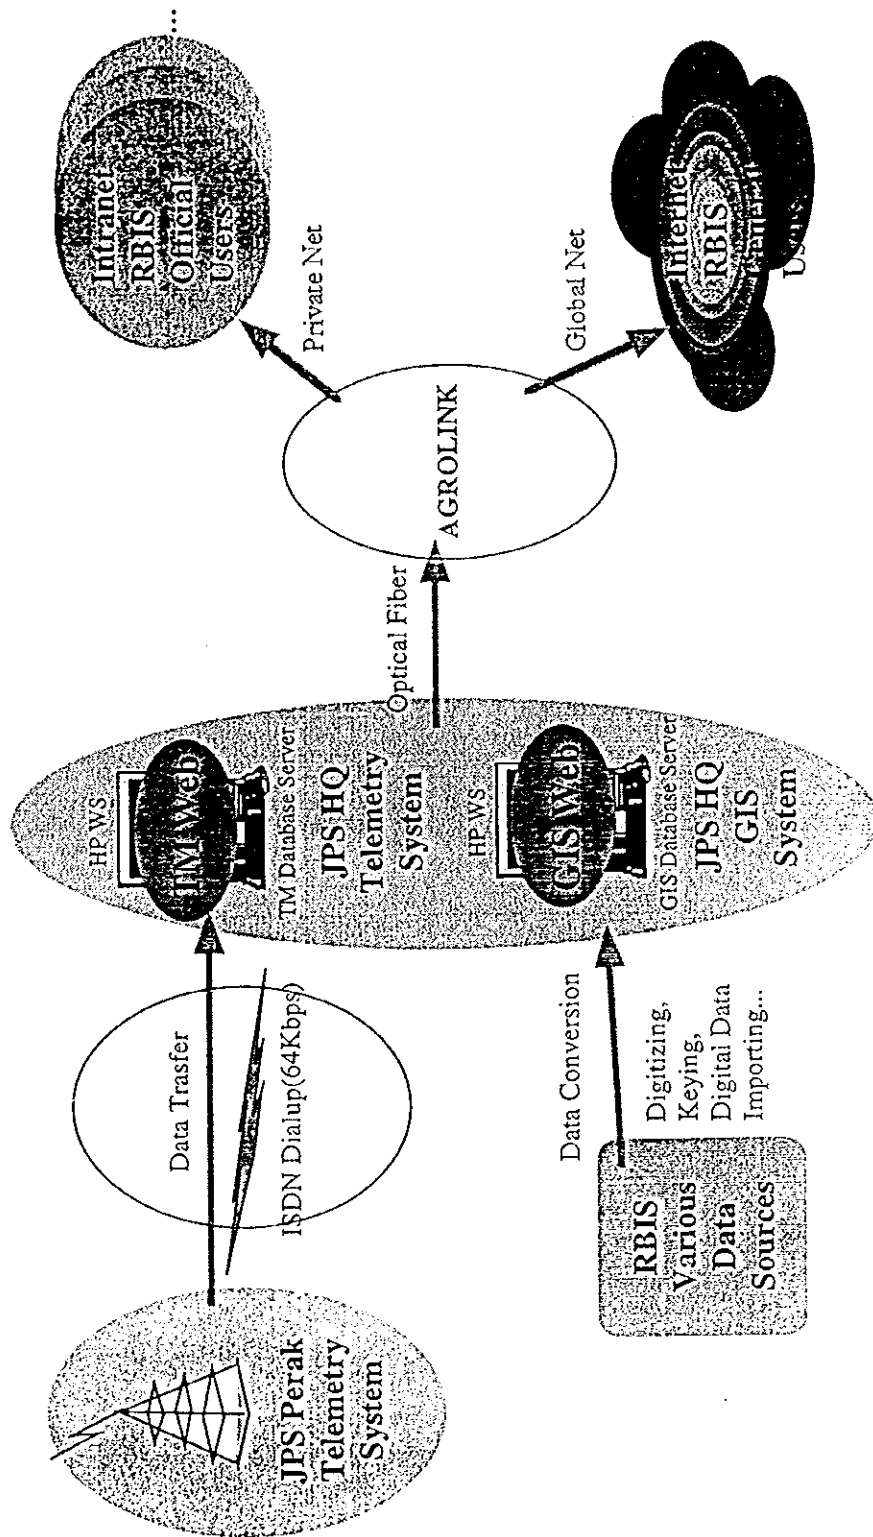 JPS Perak
Telemetry
System
Data Trasfer
ISDN Dialup(64Kbps)
RBIS
Various
Data
Sources
Data Conversion
Digitizing,
Keying,
Digital Data
Importing...
HP WS
TM Web
TM Database Server
JPS HQ
Telemetry
System
HP WS
GIS Web
GIS Database Server
JPS HQ
GIS
System
Optical Fiber
AGROLINK
Private Net
Global Net
Intranet
RBIS
Official
Users
...
Internet
RBIS
General
Users